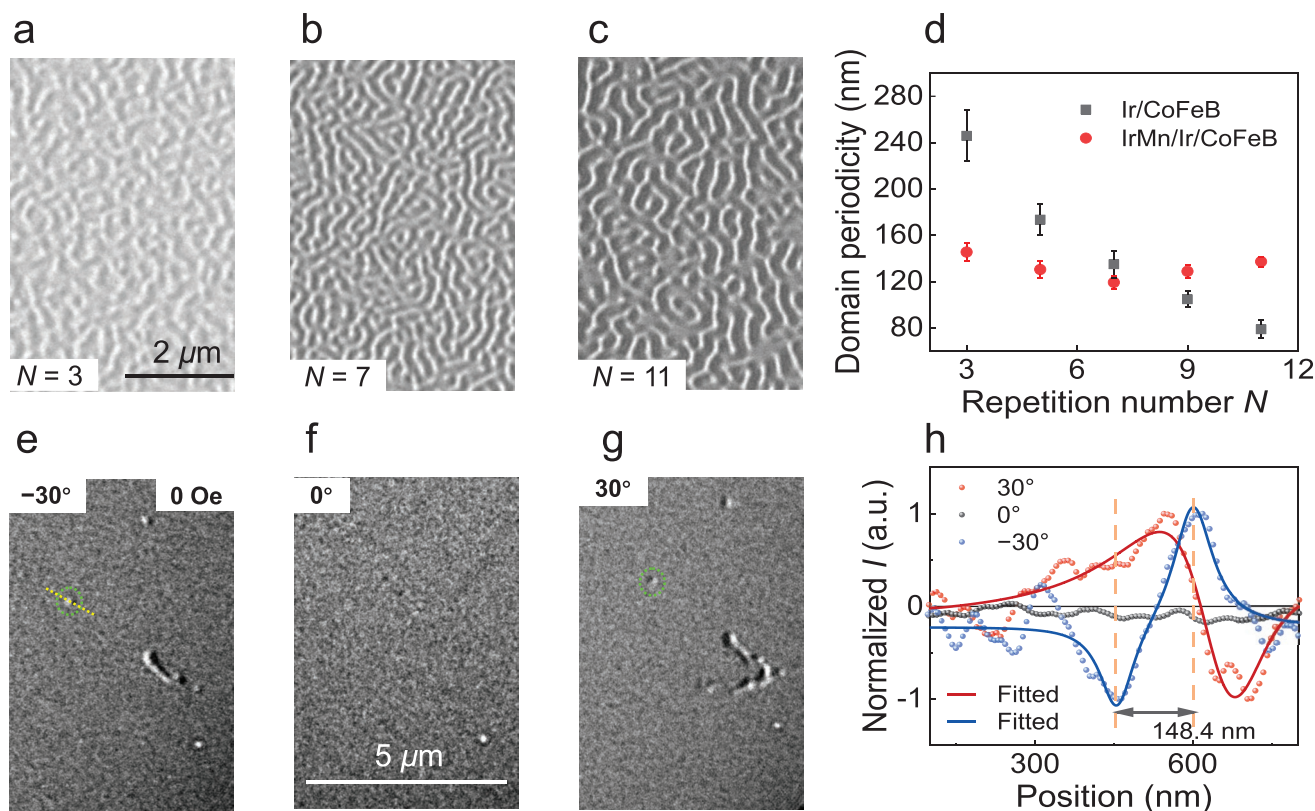 a
b
c
d
2 µm
N = 3
N = 7
N = 11
Domain periodicity (nm)
280
240
200
160
120
80
Ir/CoFeB
IrMn/Ir/CoFeB
3
6
9
12
Repetition number N
e
f
g
h
−30°
0 Oe
0°
30°
5 µm
Normalized I (a.u.)
1
0
-1
30°
0°
−30°
Fitted
Fitted
148.4 nm
300
600
Position (nm)